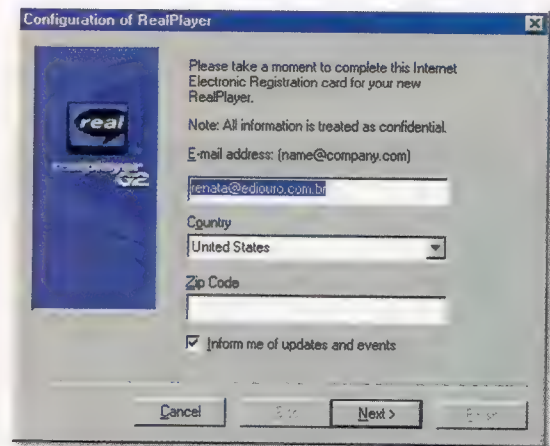 Configuration of RealPlayer
real
G2
Please take a moment to complete this Internet
Electronic Registration card for your new
RealPlayer.
Note: All information is treated as confidential.
E-mail address: (name@company.com)
renata@ediouro.com.br
Country
United States
Zip Code
Inform me of updates and events
Cancel
Next >